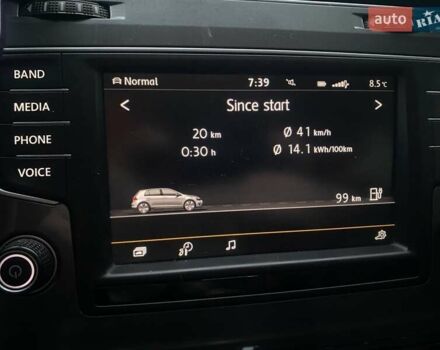 auto RIA
BAND
MEDIA
PHONE
VOICE
Normal 7:39 8.5°C
< Since start >
20 km Ø 41 km/h
0:30 h Ø 14.1 kWh/100km
99 km